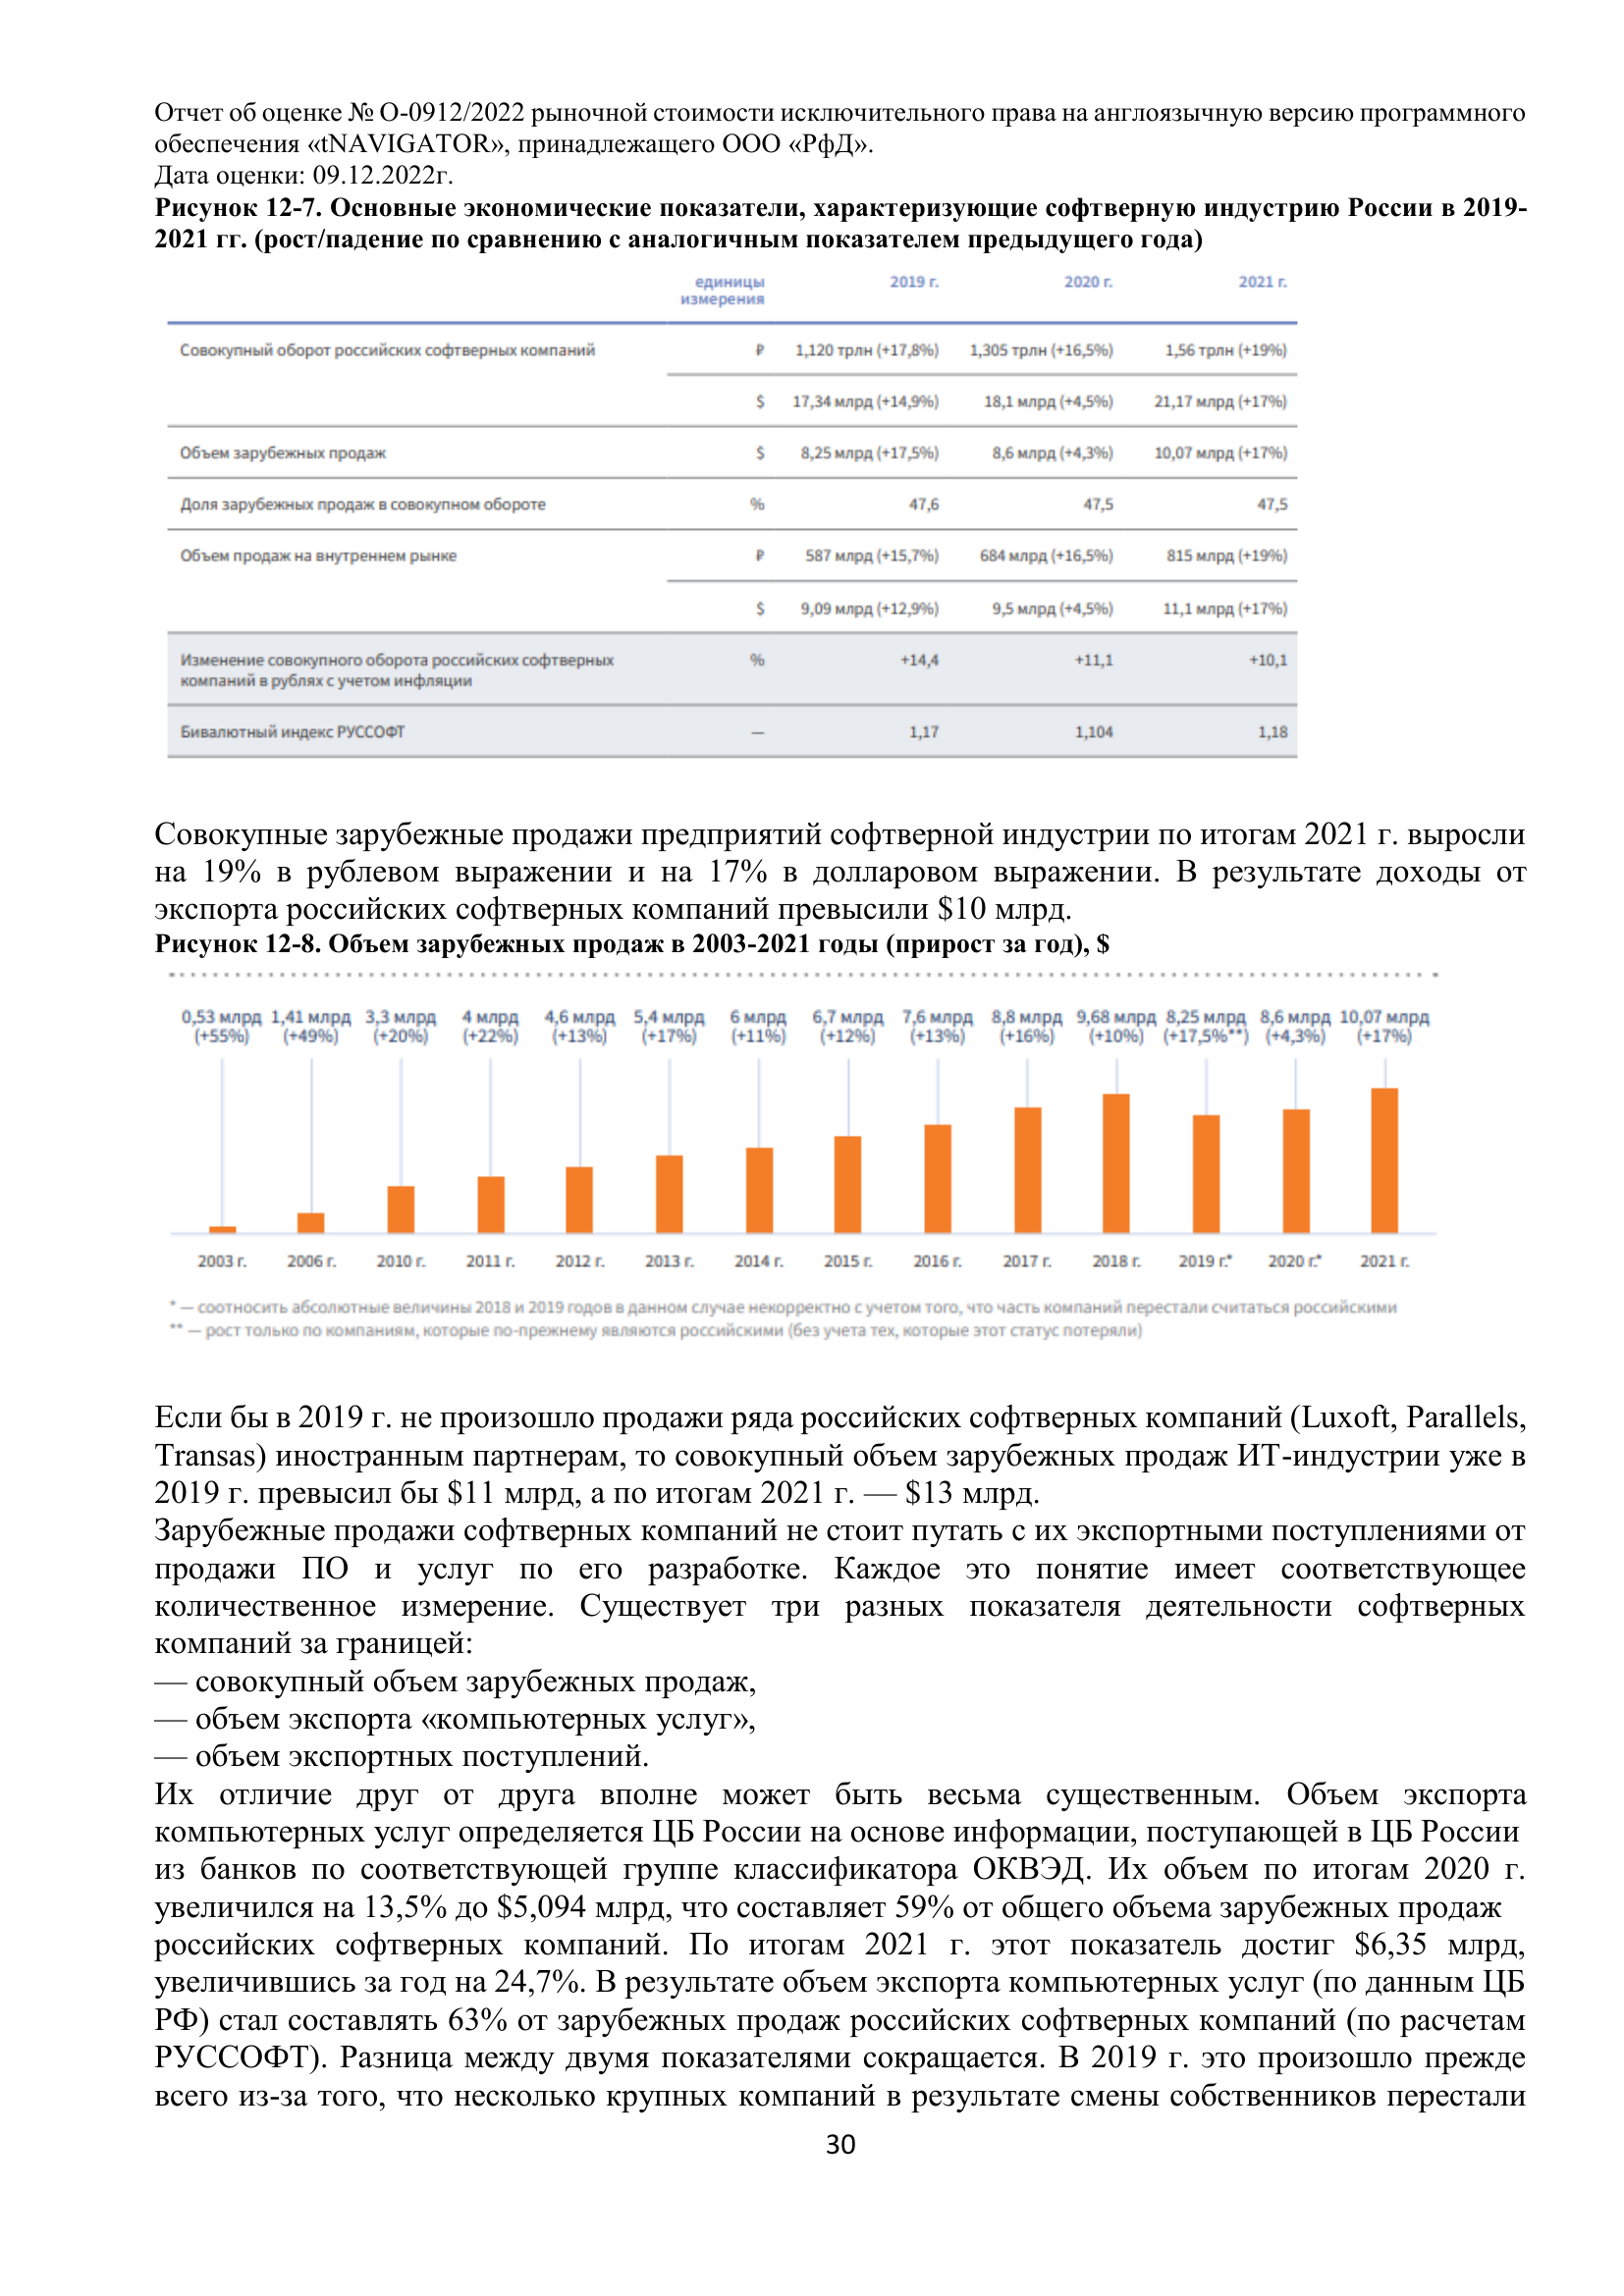 Отчет об оценке № О-0912/2022 рыночной стоимости исключительного права на англоязычную версию программного
обеспечения «tNAVIGATOR», принадлежащего ООО «РфД».
Дата оценки: 09.12.2022г.
Рисунок 12-7. Основные экономические показатели, характеризующие софтверную индустрию России в 2019-
2021 гг. (рост/падение по сравнению с аналогичным показателем предыдущего года)
единицы 2019 г. 2020 г. 2021 г.
измерения
Совокупный оборот российских софтверных компаний ₽ 1,120 трлн (+17,8%) 1,305 трлн (+16,5%) 1,56 трлн (+19%)
$ 17,34 млрд (+14,9%) 18,1 млрд (+4,5%) 21,17 млрд (+17%)
Объем зарубежных продаж $ 8,25 млрд (+17,5%) 8,6 млрд (+4,3%) 10,07 млрд (+17%)
Доля зарубежных продаж в совокупном обороте % 47,6 47,5 47,5
Объем продаж на внутреннем рынке ₽ 587 млрд (+15,7%) 684 млрд (+16,5%) 815 млрд (+19%)
$ 9,09 млрд (+12,9%) 9,5 млрд (+4,5%) 11,1 млрд (+17%)
Изменение совокупного оборота российских софтверных % +14,4 +11,1 +10,1
компаний в рублях с учетом инфляции
Бивалютный индекс РУССОФТ — 1,17 1,104 1,18
Совокупные зарубежные продажи предприятий софтверной индустрии по итогам 2021 г. выросли
на 19% в рублевом выражении и на 17% в долларовом выражении. В результате доходы от
экспорта российских софтверных компаний превысили $10 млрд.
Рисунок 12-8. Объем зарубежных продаж в 2003-2021 годы (прирост за год), $
0,53 млрд 1,41 млрд 3,3 млрд 4 млрд 4,6 млрд 5,4 млрд 6 млрд 6,7 млрд 7,6 млрд 8,8 млрд 9,68 млрд 8,25 млрд 8,6 млрд 10,07 млрд
(+55%) (+49%) (+20%) (+22%) (+13%) (+17%) (+11%) (+12%) (+13%) (+16%) (+10%) (+17,5%**) (+4,3%) (+17%)
2003 г. 2006 г. 2010 г. 2011 г. 2012 г. 2013 г. 2014 г. 2015 г. 2016 г. 2017 г. 2018 г. 2019 г.* 2020 г.* 2021 г.
* — соотносить абсолютные величины 2018 и 2019 годов в данном случае некорректно с учетом того, что часть компаний перестали считаться российскими
** — рост только по компаниям, которые по-прежнему являются российскими (без учета тех, которые этот статус потеряли)
Если бы в 2019 г. не произошло продажи ряда российских софтверных компаний (Luxoft, Parallels,
Transas) иностранным партнерам, то совокупный объем зарубежных продаж ИТ-индустрии уже в
2019 г. превысил бы $11 млрд, а по итогам 2021 г. — $13 млрд.
Зарубежные продажи софтверных компаний не стоит путать с их экспортными поступлениями от
продажи ПО и услуг по его разработке. Каждое это понятие имеет соответствующее
количественное измерение. Существует три разных показателя деятельности софтверных
компаний за границей:
— совокупный объем зарубежных продаж,
— объем экспорта «компьютерных услуг»,
— объем экспортных поступлений.
Их отличие друг от друга вполне может быть весьма существенным. Объем экспорта
компьютерных услуг определяется ЦБ России на основе информации, поступающей в ЦБ России
из банков по соответствующей группе классификатора ОКВЭД. Их объем по итогам 2020 г.
увеличился на 13,5% до $5,094 млрд, что составляет 59% от общего объема зарубежных продаж
российских софтверных компаний. По итогам 2021 г. этот показатель достиг $6,35 млрд,
увеличившись за год на 24,7%. В результате объем экспорта компьютерных услуг (по данным ЦБ
РФ) стал составлять 63% от зарубежных продаж российских софтверных компаний (по расчетам
РУССОФТ). Разница между двумя показателями сокращается. В 2019 г. это произошло прежде
всего из-за того, что несколько крупных компаний в результате смены собственников перестали
30